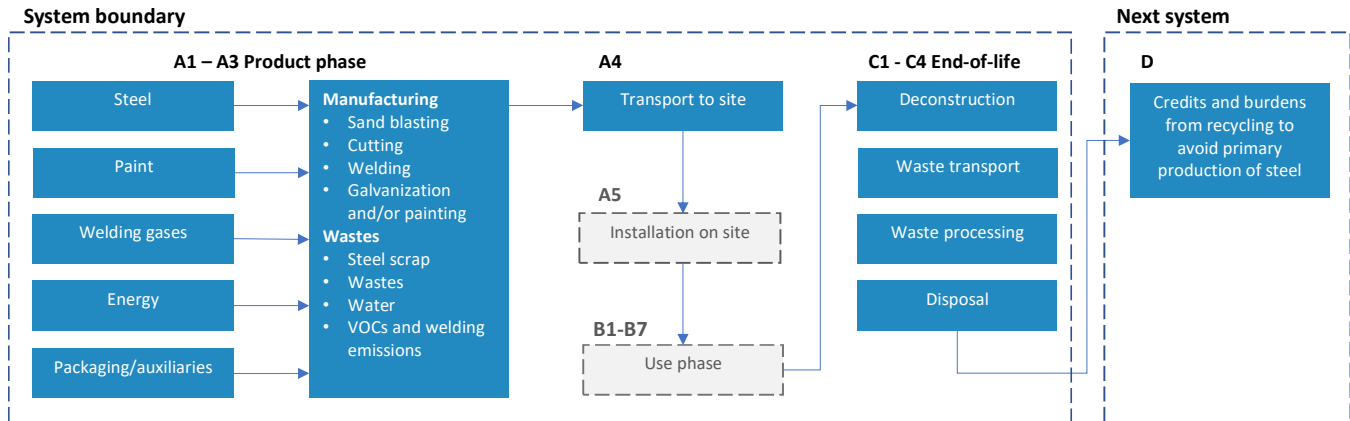 System boundary
Next system
A1 – A3 Product phase
A4
C1 - C4 End-of-life
D
Steel
Paint
Welding gases
Energy
Packaging/auxiliaries
Manufacturing
• Sand blasting
• Cutting
• Welding
• Galvanization
and/or painting
Wastes
• Steel scrap
• Wastes
• Water
• VOCs and welding
emissions
Transport to site
A5
Installation on site
B1-B7
Use phase
Deconstruction
Waste transport
Waste processing
Disposal
Credits and burdens
from recycling to
avoid primary
production of steel